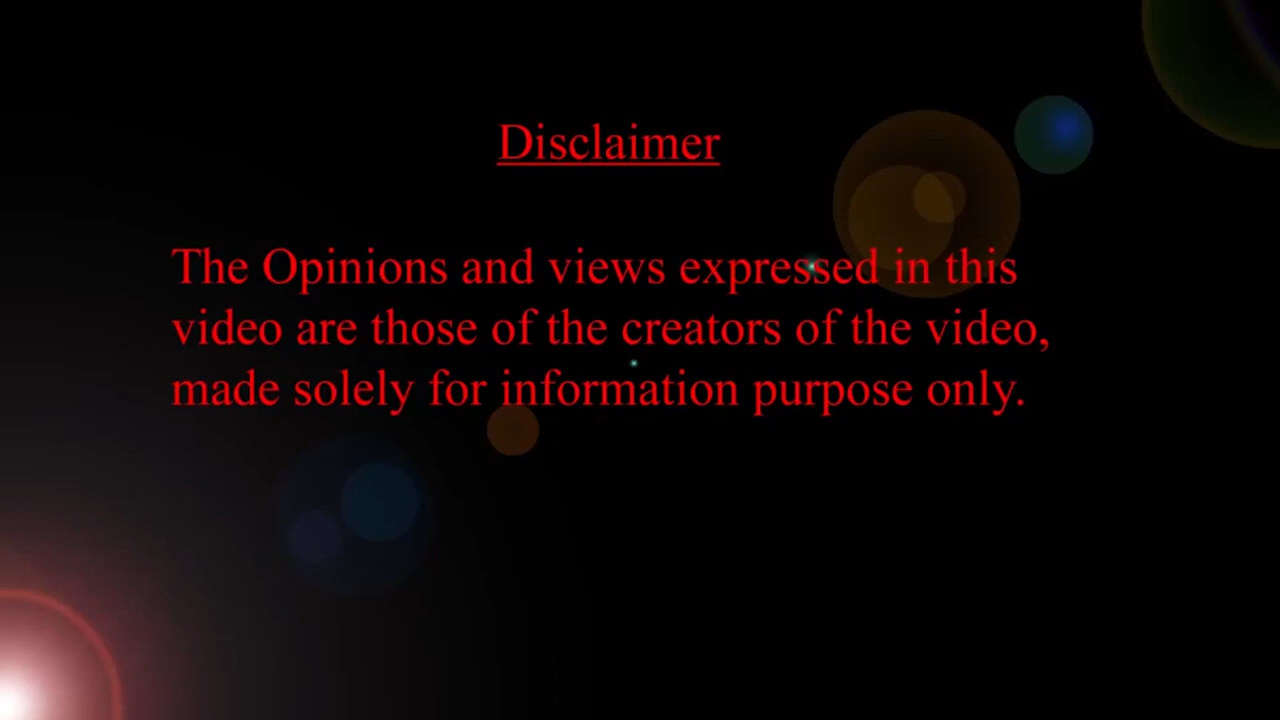 Disclaimer
The Opinions and views expressed in this
video are those of the creators of the video,
made solely for information purpose only.